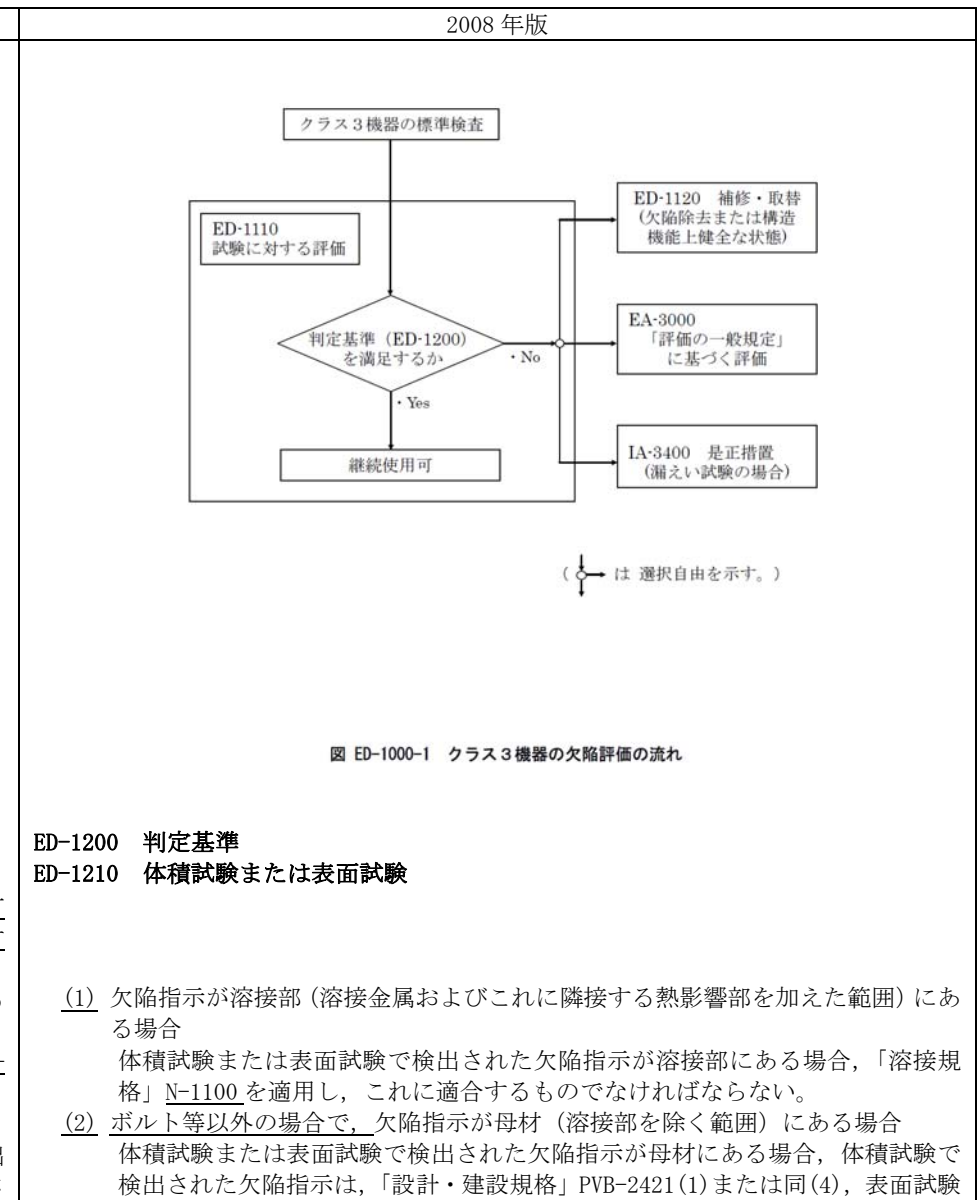 2008 年版
クラス３機器の標準検査
ED-1110
試験に対する評価
判定基準（ED-1200）
を満足するか
・No
・Yes
継続使用可
ED-1120　補修・取替
(欠陥除去または構造
機能上健全な状態)
EA-3000
「評価の一般規定」
に基づく評価
IA-3400　是正措置
(漏えい試験の場合)
(　は 選択自由を示す。)
図 ED-1000-1　クラス３機器の欠陥評価の流れ
ED-1200　判定基準
ED-1210　体積試験または表面試験
(1) 欠陥指示が溶接部（溶接金属およびこれに隣接する熱影響部を加えた範囲）にあ
る場合
体積試験または表面試験で検出された欠陥指示が溶接部にある場合，「溶接規
格」N-1100 を適用し，これに適合するものでなければならない。
(2) ボルト等以外の場合で，欠陥指示が母材（溶接部を除く範囲）にある場合
体積試験または表面試験で検出された欠陥指示が母材にある場合，体積試験で
検出された欠陥指示は，「設計・建設規格」PVB-2421(1)または同(4)，表面試験